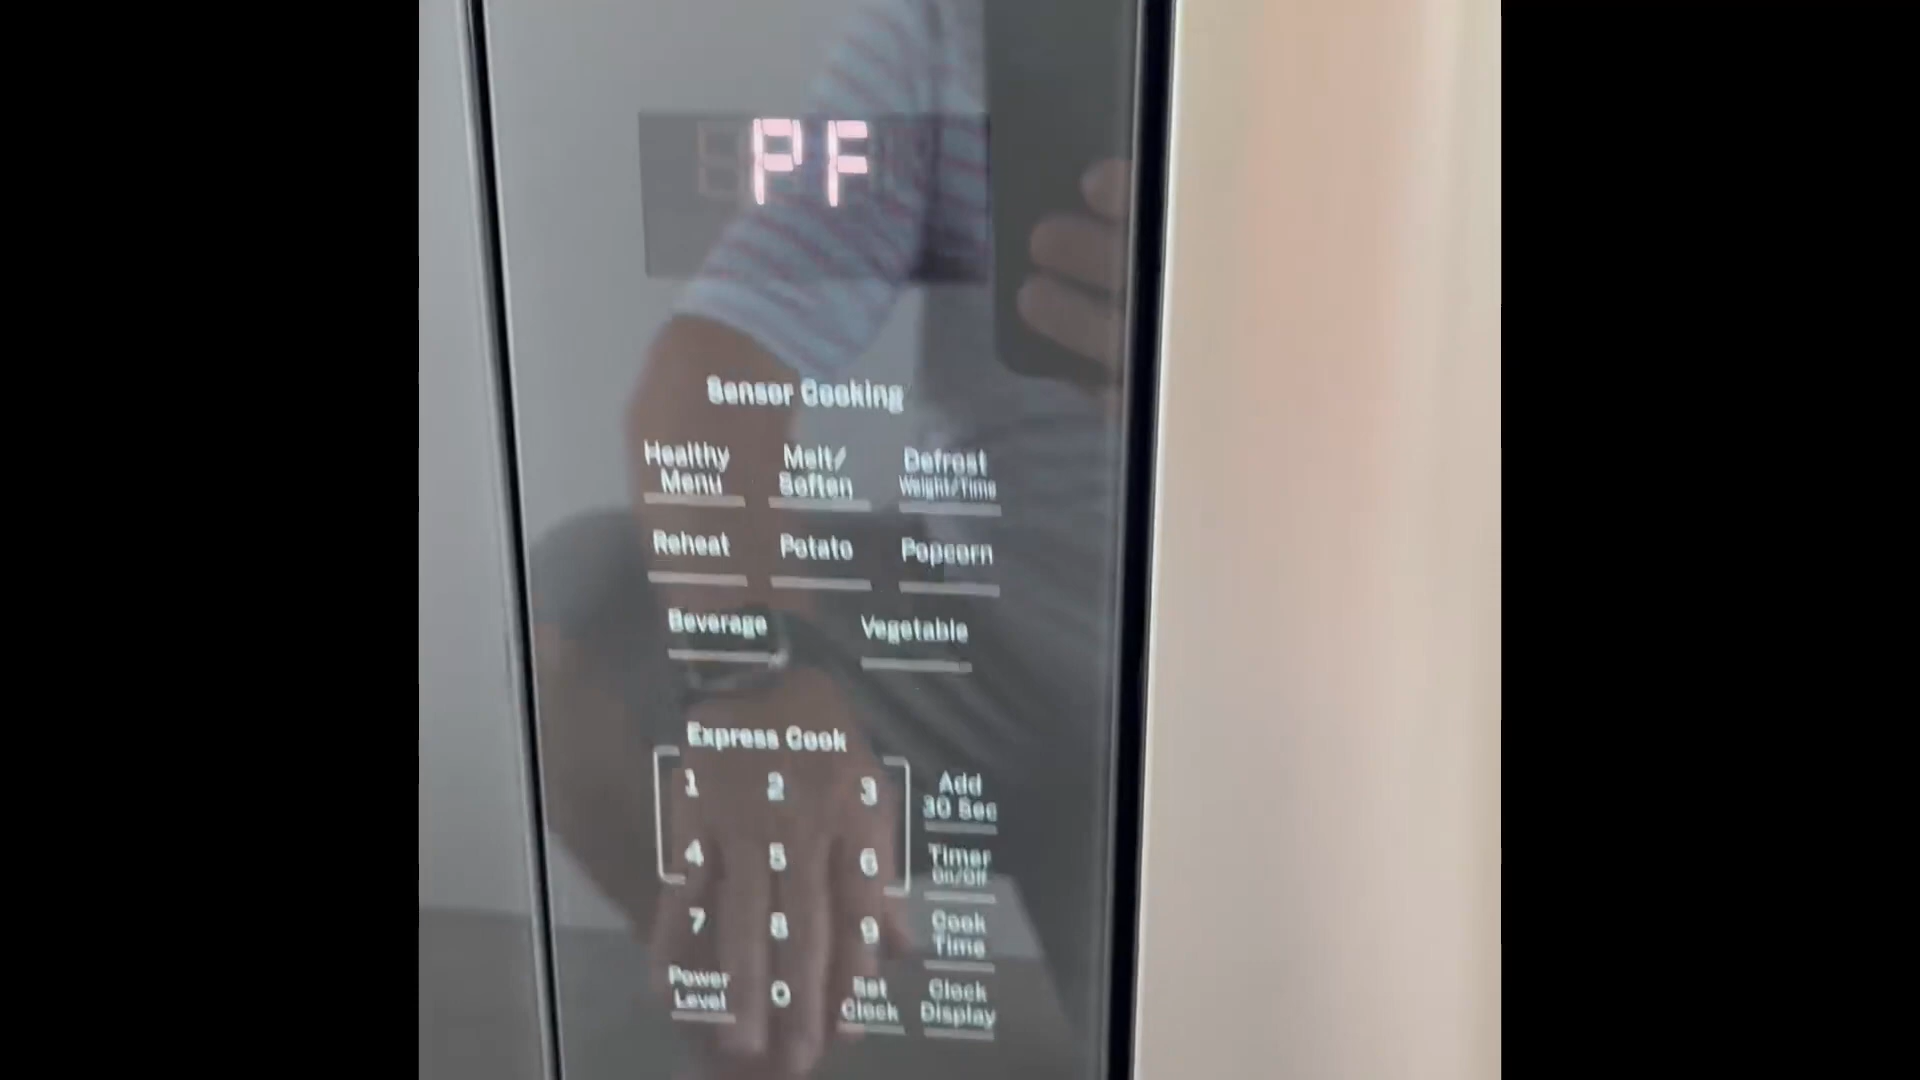 PF
Sensor Cooking
Healthy Menu
Melt/ Soften
Defrost Weight/Time
Reheat
Potato
Popcorn
Beverage
Vegetable
Express Cook
1 2 3
Add 30 Sec
4 5 6
Timer On/Off
7 8 9
Cook Time
Power Level
0
Set Clock
Clock Display